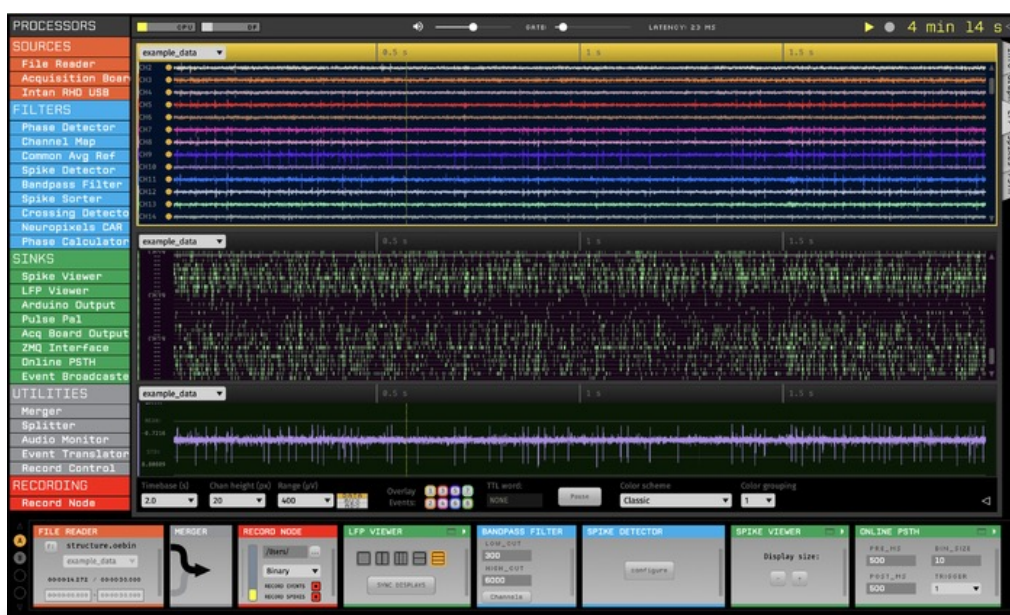 PROCESSORS
CPU DF
GATE:
LATENCY: 23 MS
4 min 14 s
SOURCES
File Reader
Acquisition Boar
Intan RHD USB
FILTERS
Phase Detector
Channel Map
Common Avg Ref
Spike Detector
Bandpass Filter
Spike Sorter
Crossing Detecto
Neuropixels CAR
Phase Calculator
SINKS
Spike Viewer
LFP Viewer
Arduino Output
Pulse Pal
Acq Board Output
ZMQ Interface
Online PSTH
Event Broadcaste
UTILITIES
Merger
Splitter
Audio Monitor
Event Translator
Record Control
RECORDING
Record Node
example_data 0.5 s 1 s 1.5 s
CH2
CH3
CH4
CH5
CH6
CH7
CH8
CH9
CH10
CH11
CH12
CH13
CH14
example_data 0.5 s 1 s 1.5 s
example_data 0.5 s 1 s 1.5 s
Timebase (s) Chan height (px) Range (µV) Overlay Events: TTL word: Color scheme Color grouping
2.0 20 400 NONE Pause Classic 1
FILE READER
structure.oebin
example_data
MERGER
RECORD NODE
/Users/
Binary
RECORD EVENTS
RECORD SPIKES
LFP VIEWER
SYNC DISPLAYS
BANDPASS FILTER
LOW_CUT
300
HIGH_CUT
6000
Channels
SPIKE DETECTOR
configure
SPIKE VIEWER
Display size:
- +
ONLINE PSTH
PRE_MS BIN_SIZE
500 10
POST_MS TRIGGER
500 1